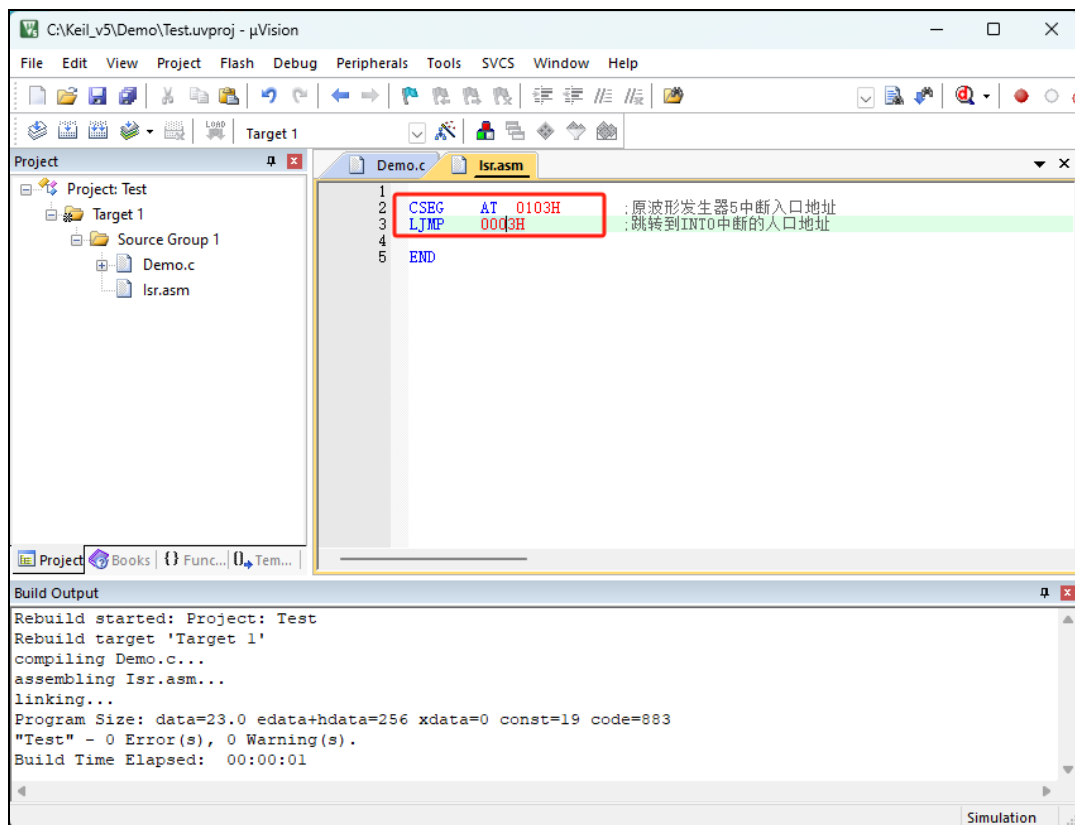 C:\Keil_v5\Demo\Test.uvproj - µVision
File Edit View Project Flash Debug Peripherals Tools SVCS Window Help
LOAD Target 1
Project
Demo.c Isr.asm
Project: Test
Target 1
Source Group 1
Demo.c
Isr.asm
1
2 CSEG AT 0103H ;原波形发生器5中断入口地址
3 LJMP 0003H ;跳转到INT0中断的人口地址
4
5 END
Project Books {} Func... Tem...
Build Output
Rebuild started: Project: Test
Rebuild target 'Target 1'
compiling Demo.c...
assembling Isr.asm...
linking...
Program Size: data=23.0 edata+hdata=256 xdata=0 const=19 code=883
"Test" - 0 Error(s), 0 Warning(s).
Build Time Elapsed: 00:00:01
Simulation